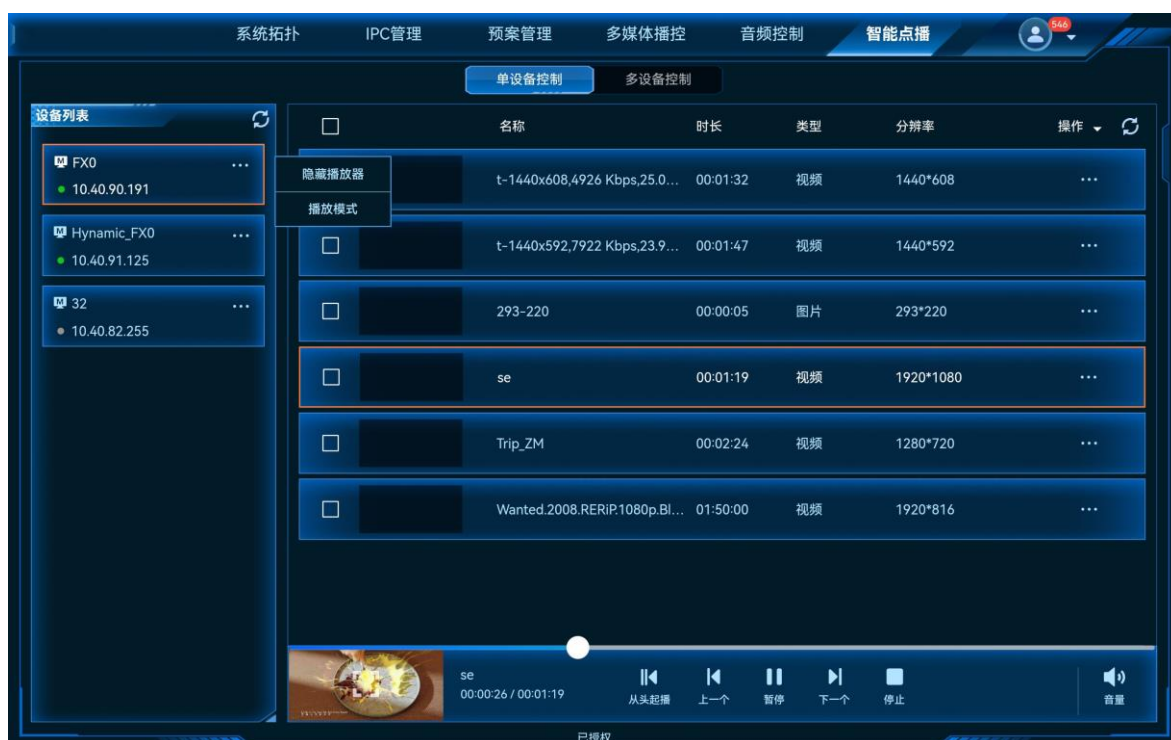 系统拓扑 IPC管理 预案管理 多媒体播控 音频控制 智能点播 546
单设备控制 多设备控制
设备列表
M FX0
10.40.90.191
M Hynamic_FX0
10.40.91.125
M 32
10.40.82.255
隐藏播放器
播放模式
名称 时长 类型 分辨率 操作
t-1440x608,4926 Kbps,25.0... 00:01:32 视频 1440*608
t-1440x592,7922 Kbps,23.9... 00:01:47 视频 1440*592
293-220 00:00:05 图片 293*220
se 00:01:19 视频 1920*1080
Trip_ZM 00:02:24 视频 1280*720
Wanted.2008.RERiP.1080p.Bl... 01:50:00 视频 1920*816
se
00:00:26 / 00:01:19
从头起播 上一个 暂停 下一个 停止 音量
已授权